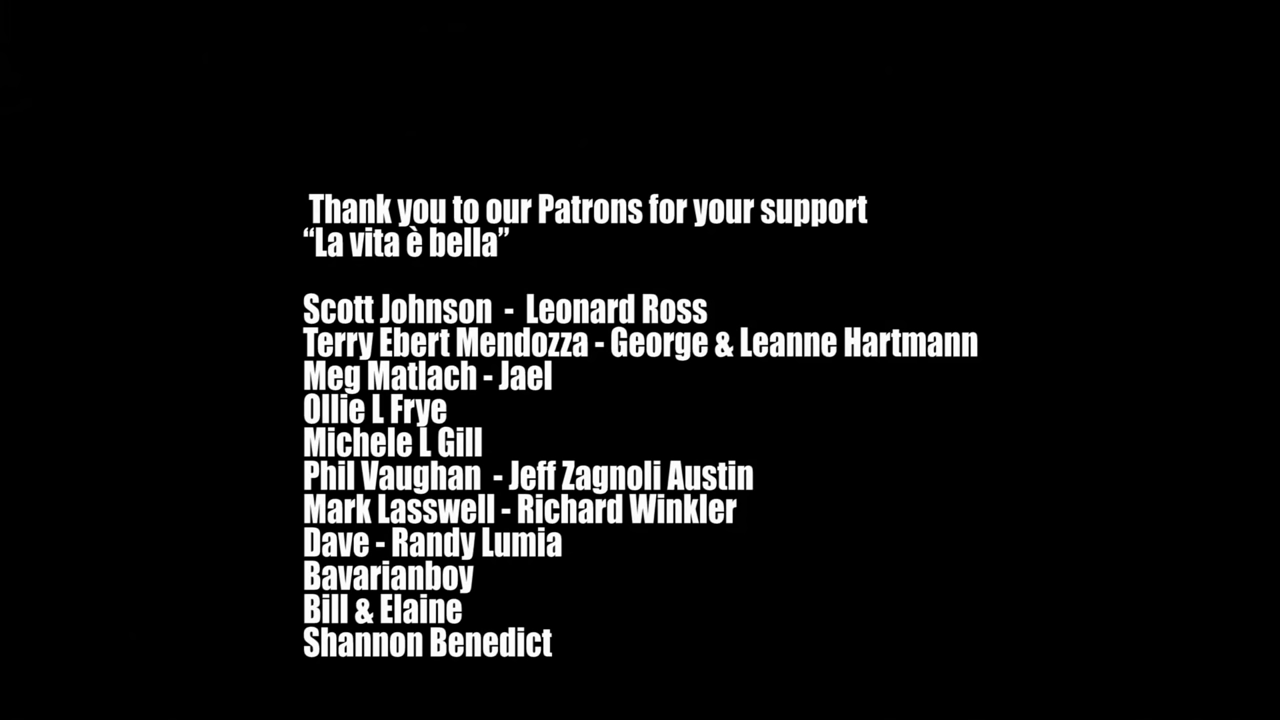 Thank you to our Patrons for your support
“La vita è bella”
Scott Johnson - Leonard Ross
Terry Ebert Mendozza - George & Leanne Hartmann
Meg Matlach - Jael
Ollie L Frye
Michele L Gill
Phil Vaughan - Jeff Zagnoli Austin
Mark Lasswell - Richard Winkler
Dave - Randy Lumia
Bavarianboy
Bill & Elaine
Shannon Benedict